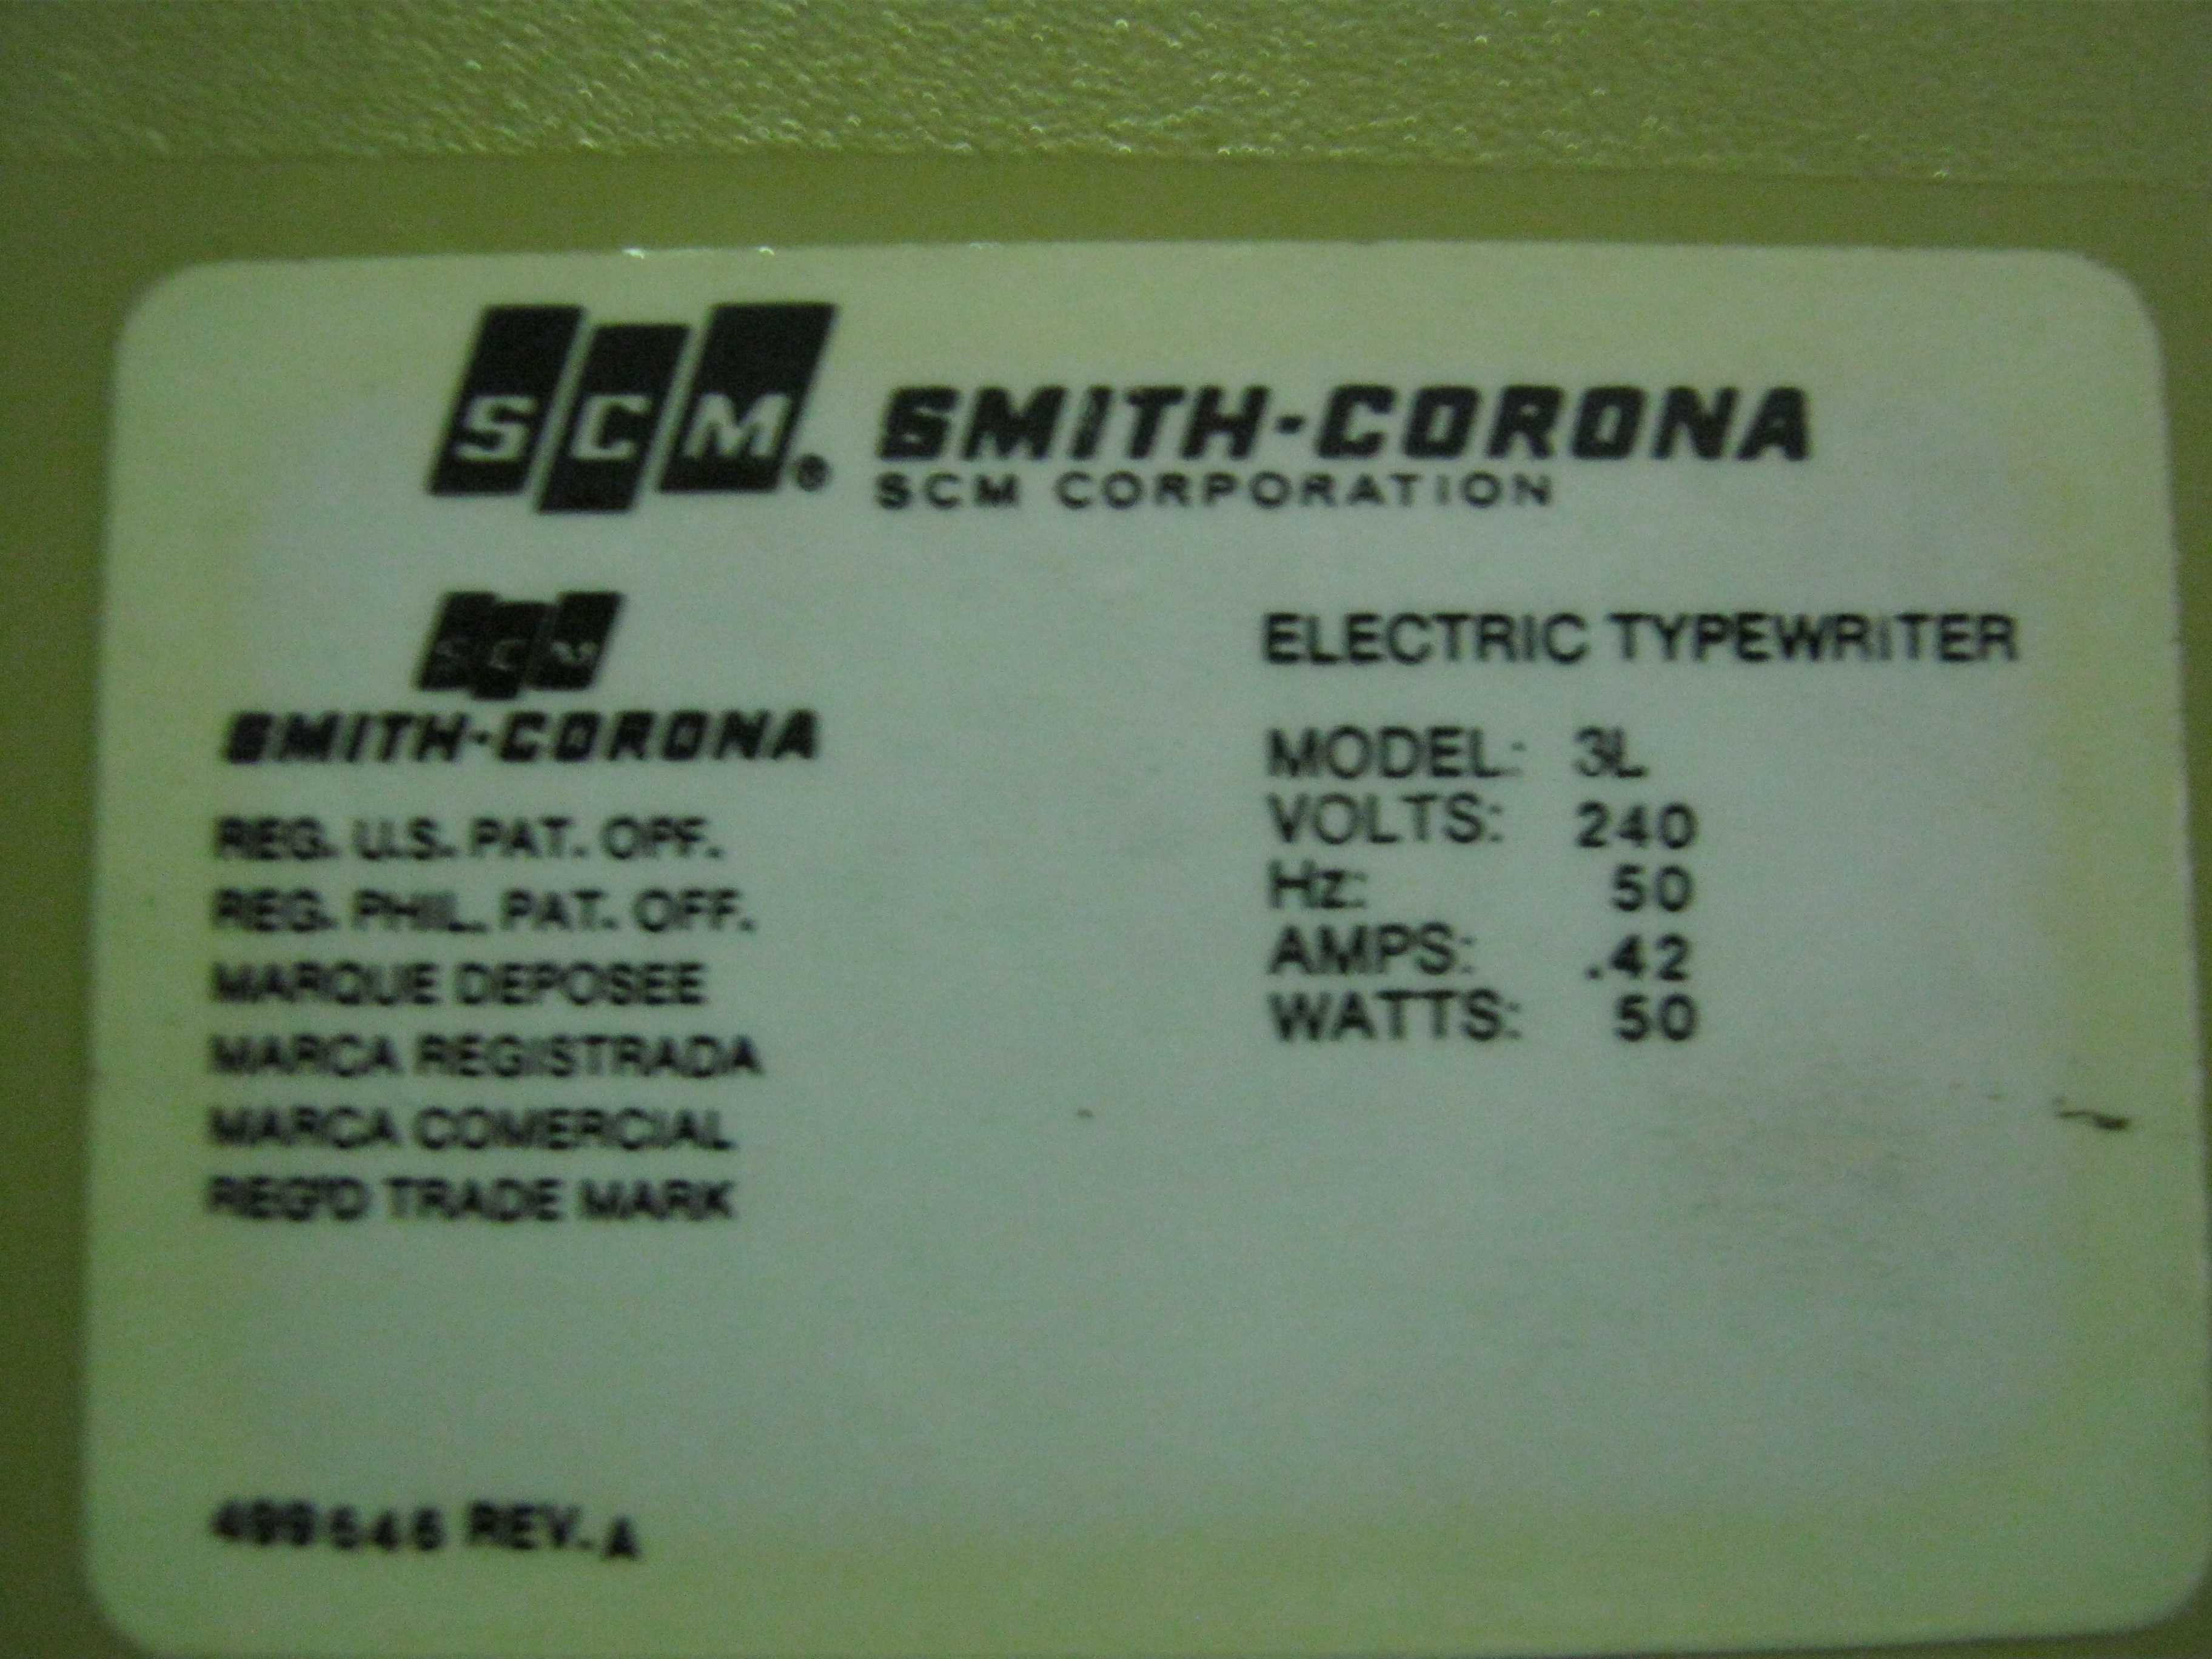 SCM® SMITH-CORONA
SCM CORPORATION
SCM
SMITH-CORONA
REG. U.S. PAT. OFF.
REG. PHIL. PAT. OFF.
MARQUE DEPOSEE
MARCA REGISTRADA
MARCA COMERCIAL
REG'D TRADE MARK
ELECTRIC TYPEWRITER
MODEL: 3L
VOLTS: 240
Hz: 50
AMPS: .42
WATTS: 50
REV. A